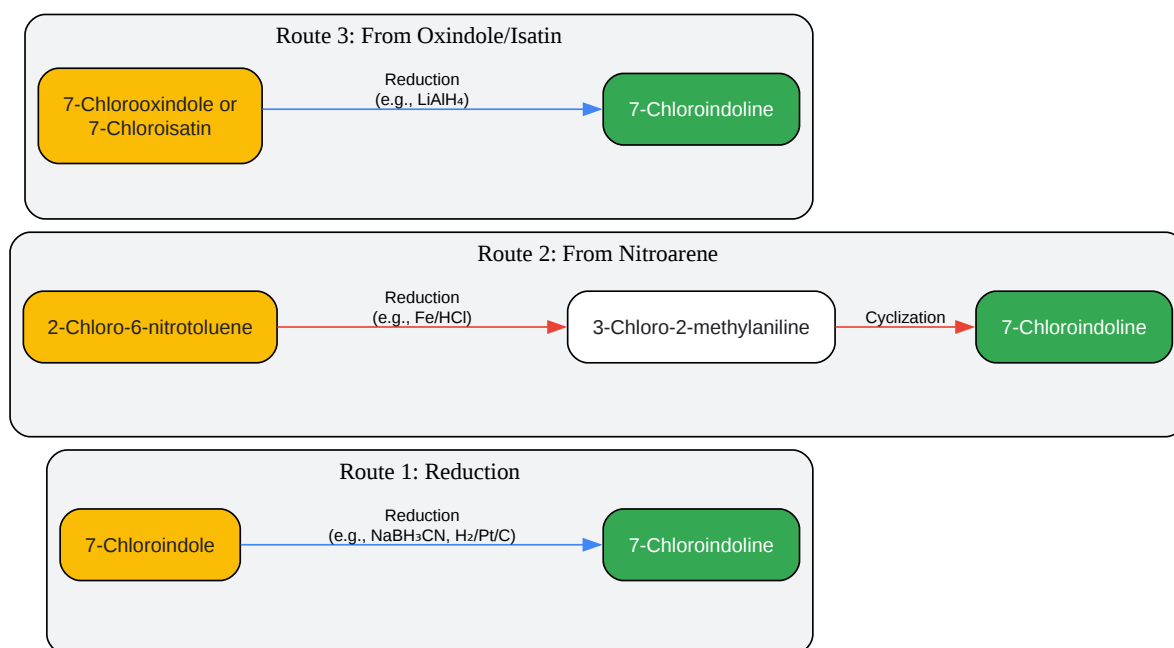 Route 3: From Oxindole/Isatin
7-Chlorooxindole or
7-Chloroisatin
Reduction
(e.g., LiAlH₄)
7-Chloroindoline
Route 2: From Nitroarene
2-Chloro-6-nitrotoluene
Reduction
(e.g., Fe/HCl)
3-Chloro-2-methylaniline
Cyclization
7-Chloroindoline
Route 1: Reduction
7-Chloroindole
Reduction
(e.g., NaBH₃CN, H₂/Pt/C)
7-Chloroindoline